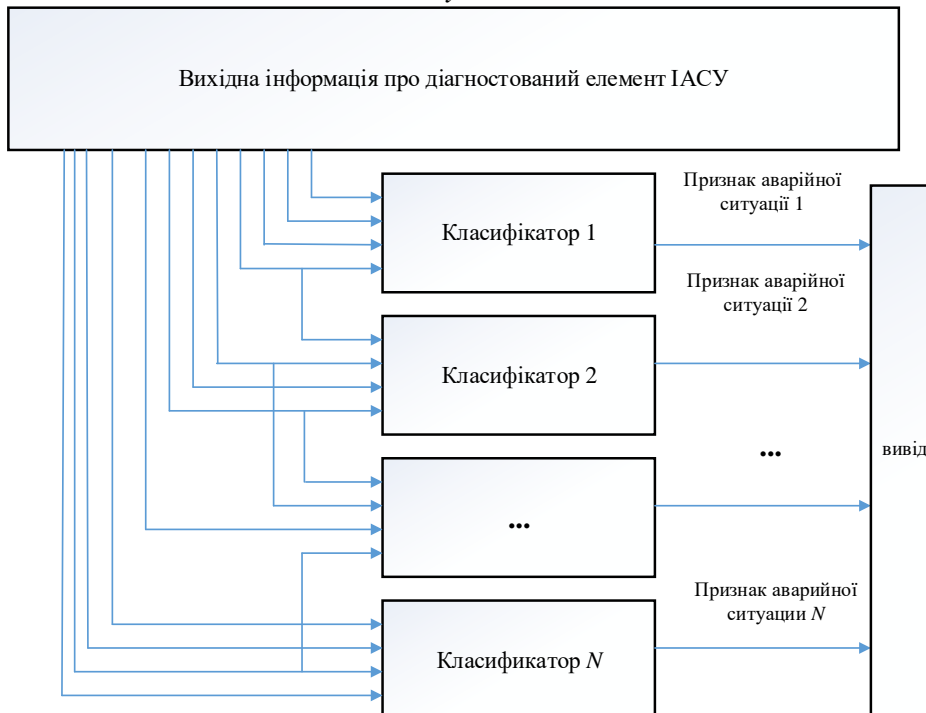 Вихідна інформація про діагностований елемент ІАСУ
Класифікатор 1
Признак аварійної
ситуації 1
Класифікатор 2
Признак аварійної
ситуації 2
...
...
вивід
Класификатор N
Признак аварийної
ситуации N